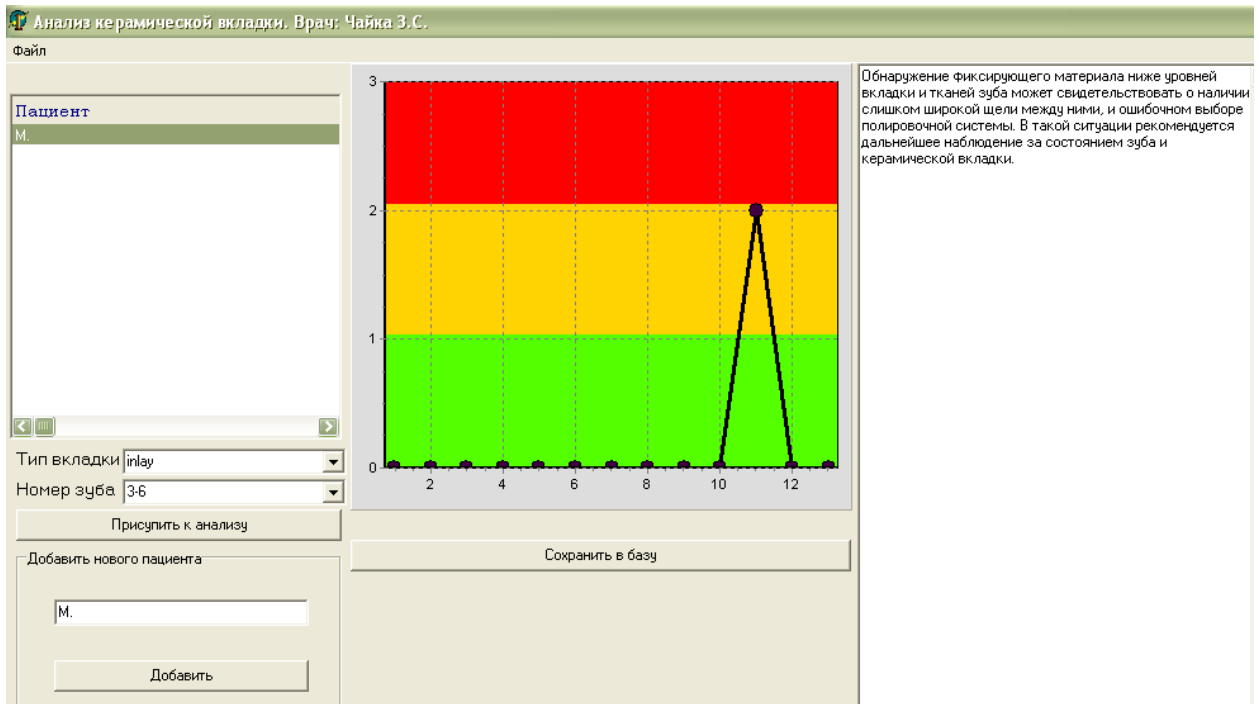 Анализ керамической вкладки. Врач: Чайка З.С.
Файл
Пациент
М.
Тип вкладки inlay
Номер зуба 3-6
Присупить к анализу
Добавить нового пациента
М.
Добавить
3
2
1
0
2 4 6 8 10 12
Сохранить в базу
Обнаружение фиксирующего материала ниже уровней
вкладки и тканей зуба может свидетельствовать о наличии
слишком широкой щели между ними, и ошибочном выборе
полировочной системы. В такой ситуации рекомендуется
дальнейшее наблюдение за состоянием зуба и
керамической вкладки.